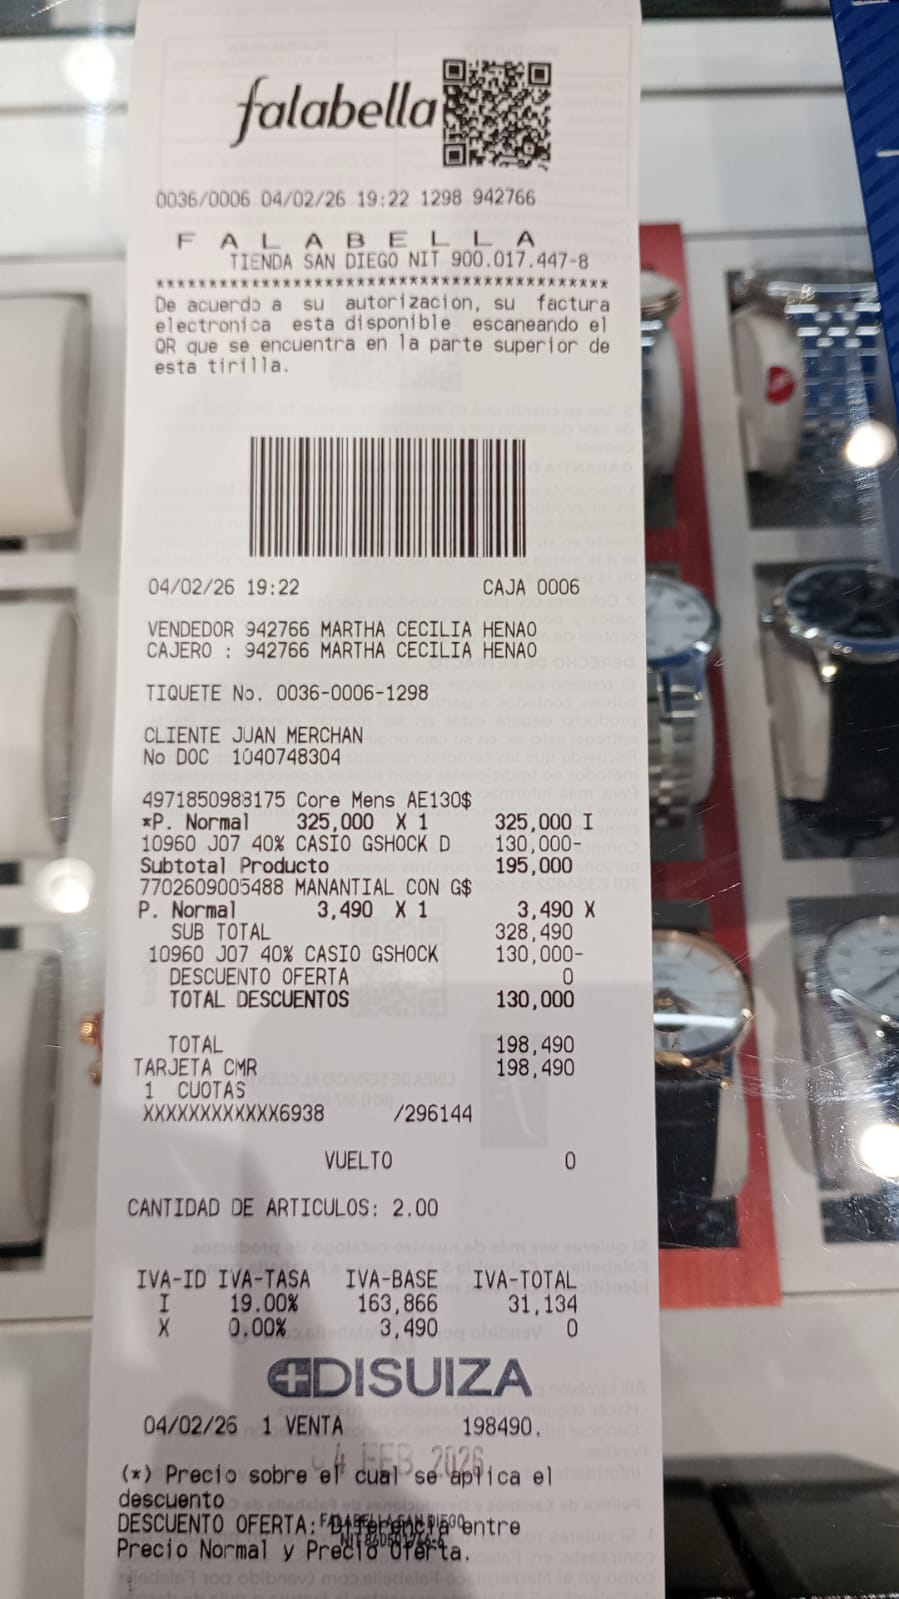 falabella
0036/0006 04/02/26 19:22 1298 942766
F A L A B E L L A
TIENDA SAN DIEGO NIT 900.017.447-8
******************************************
De acuerdo a su autorizacion, su factura
electronica esta disponible escaneando el
QR que se encuentra en la parte superior de
esta tirilla.
04/02/26 19:22 CAJA 0006
VENDEDOR 942766 MARTHA CECILIA HENAO
CAJERO : 942766 MARTHA CECILIA HENAO
TIQUETE No. 0036-0006-1298
CLIENTE JUAN MERCHAN
No DOC 1040748304
4971850983175 Core Mens AE130$
*P. Normal 325,000 X 1 325,000 I
10960 J07 40% CASIO GSHOCK D 130,000-
Subtotal Producto 195,000
7702609005488 MANANTIAL CON G$
P. Normal 3,490 X 1 3,490 X
SUB TOTAL 328,490
10960 J07 40% CASIO GSHOCK 130,000-
DESCUENTO OFERTA 0
TOTAL DESCUENTOS 130,000
TOTAL 198,490
TARJETA CMR 198,490
1 CUOTAS
XXXXXXXXXXXX6938 /296144
VUELTO 0
CANTIDAD DE ARTICULOS: 2.00
IVA-ID IVA-TASA IVA-BASE IVA-TOTAL
I 19.00% 163,866 31,134
X 0.00% 3,490 0
DISUIZA
04/02/26 1 VENTA 198490.
04 FEB 2026
(*) Precio sobre el cual se aplica el
descuento
FALABELLA SAN DIEGO
DESCUENTO OFERTA: Diferencia entre
Precio Normal y Precio Oferta.